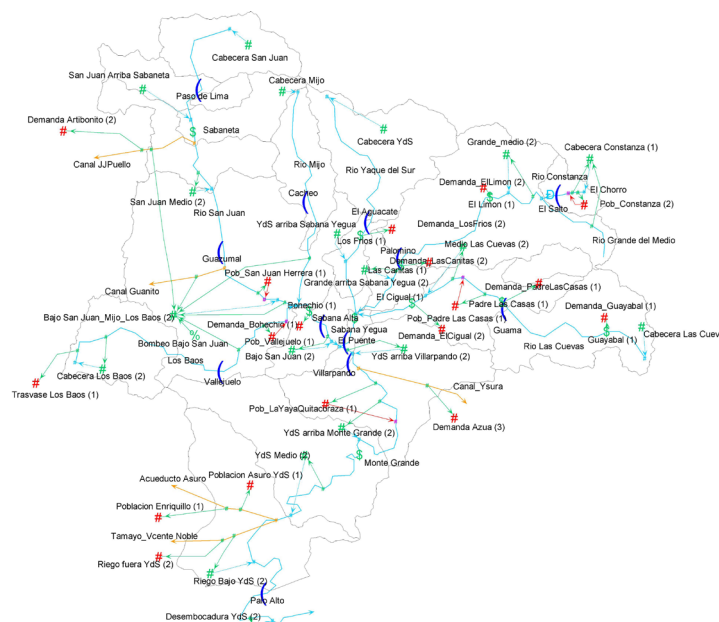 Cabecera San Juan
San Juan Arriba Sabaneta
Cabecera Mijo
Paso de Lima
Demanda Artibonito (2)
Sabaneta
Cabecera YdS
Grande_medio (2)
Cabecera Constanza (1)
Canal JJPuello
Rio Mijo
Rio Yaque del Sur
Demanda_ElLimon (2)
Rio Constanza
El Chorro
San Juan Medio (2)
Cacheo
El Limon (1)
El Salto
Pob_Constanza (2)
Rio San Juan
El Aguacate
YdS arriba Sabana Yegua
Demanda_LosFrios (2)
Los Frios (1)
Rio Grande del Medio
Guazumal
Palomino
Medio Las Cuevas (2)
Demanda_LasCanitas (2)
Las Canitas (1)
Pob_San Juan Herrera (1)
Grande arriba Sabana Yegua (2)
Demanda_PadreLasCasas (1)
Canal Guanito
El Cigual (1)
Padre Las Casas (1)
Bohechio (1)
Bajo San Juan_Mijo_Los Baos (2)
Sabana Alta
Pob_Padre Las Casas (1)
Demanda_Guayabal (1)
Demanda_Bohechio (1)
Sabana Yegua
Guama
Demanda_ElCigual (2)
Cabecera Las Cuev
Bombeo Bajo San Juan
Pob_Vallejuelo (1)
El Puente
Guayabal (1)
Rio Las Cuevas
Los Baos
Bajo San Juan (2)
YdS arriba Villarpando (2)
Cabecera Los Baos (2)
Vallejuelo
Villarpando
Trasvase Los Baos (1)
Canal_Ysura
Pob_LaYayaQuitacoraza (1)
Demanda Azua (3)
YdS arriba Monte Grande (2)
YdS Medio (2)
Monte Grande
Acueducto Asuro
Poblacion Asuro YdS (1)
Poblacion Enriquillo (1)
Tamayo_Vcente Noble
Riego fuera YdS (2)
Riego Bajo YdS (2)
Palo Alto
Desembocadura YdS (2)